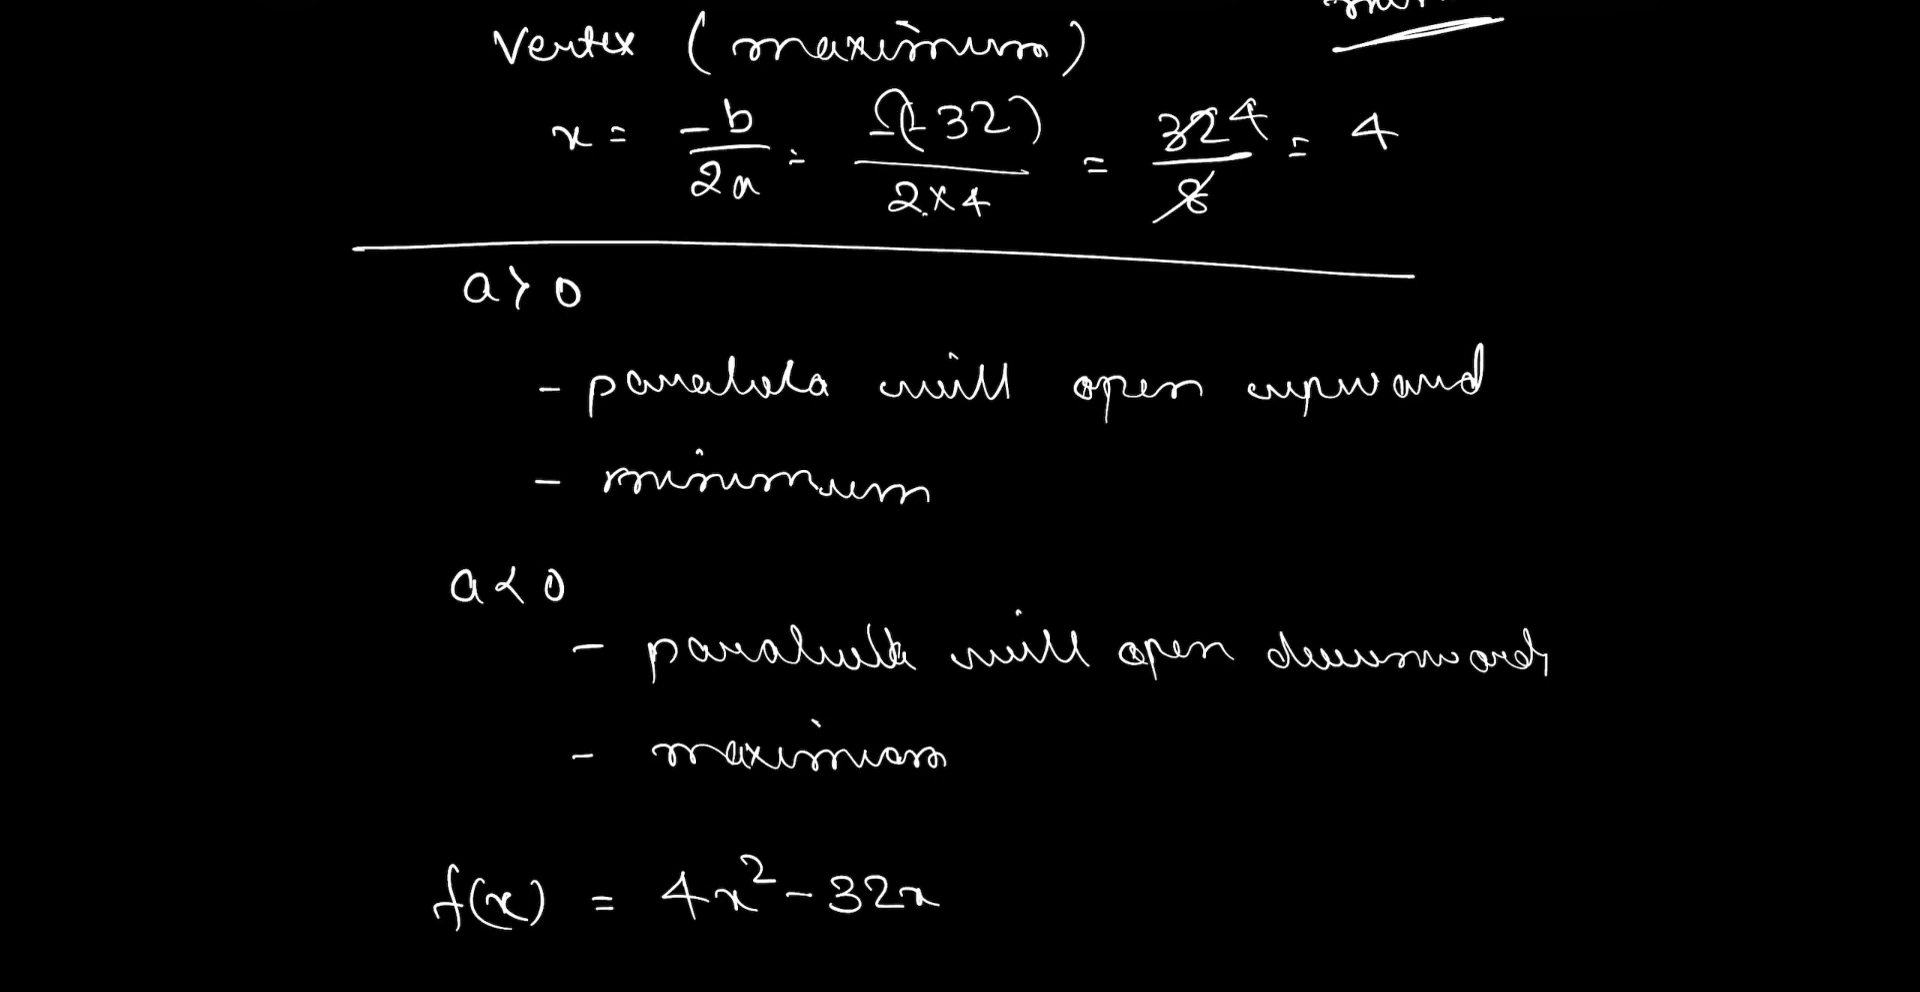 Vertex (maximum)
x = -b/2a = -(-32)/2×4 = 32/8 4 = 4
a > 0
- parabola will open upward
- minimum
a < 0
- parabola will open downward,
- maximum
f(x) = 4x² - 32x